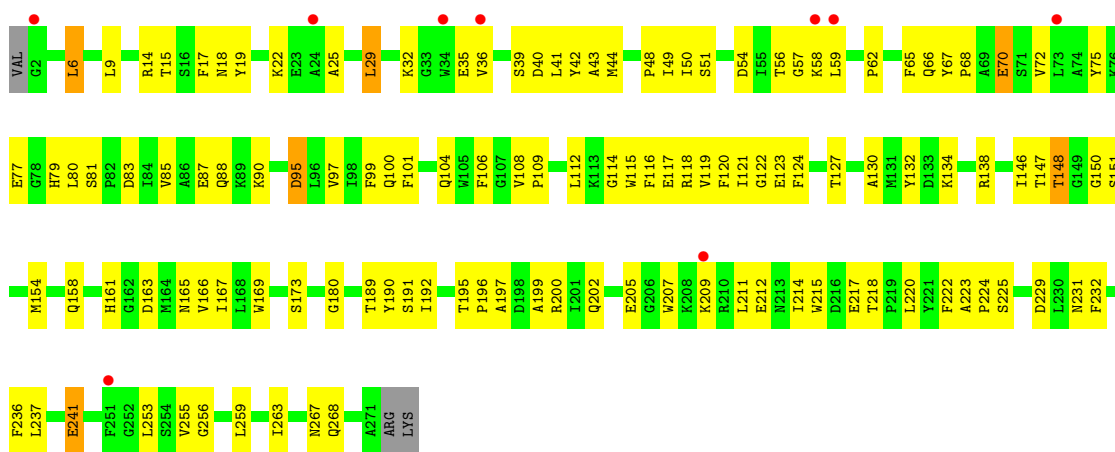 VAL G2 L6 L9 R14 T15 S16 F17 N18 Y19 K22 E23 A24 A25 L29 K32 G33 W34 E35 V36 S39 D40 L41 Y42 A43 M44 P48 I49 I50 S51 D54 I55 T56 G57 K58 L59 P62 F65 Q66 Y67 P68 A69 E70 S71 V72 L73 A74 Y75 K76
E77 G78 H79 L80 S81 P82 D83 I84 V85 A86 E87 Q88 K89 K90 D95 L96 V97 I98 F99 Q100 F101 Q104 W105 F106 G107 V108 P109 L112 K113 G114 W115 F116 E117 R118 V119 F120 I121 G122 E123 F124 T127 A130 M131 Y132 D133 K134 R138 I146 T147 T148 G149 G150 S151
M154 Q158 H161 G162 D163 M164 N165 V166 I167 L168 W169 S173 G180 T189 Y190 S191 I192 T195 P196 A197 D198 A199 R200 I201 Q202 E205 G206 W207 K208 K209 R210 L211 E212 N213 I214 W215 D216 E217 T218 P219 L220 Y221 F222 A223 P224 S225 D229 L230 N231 F232
F236 L237 E241 F251 G252 L253 S254 V255 G256 L259 I263 N267 Q268 A271 ARG LYS